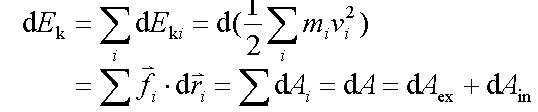 dE_k = ∑_i dE_ki = d(1/2 ∑_i m_i v_i^2)
= ∑ f⃗_i · dr⃗_i = ∑ dA_i = dA = dA_ex + dA_in